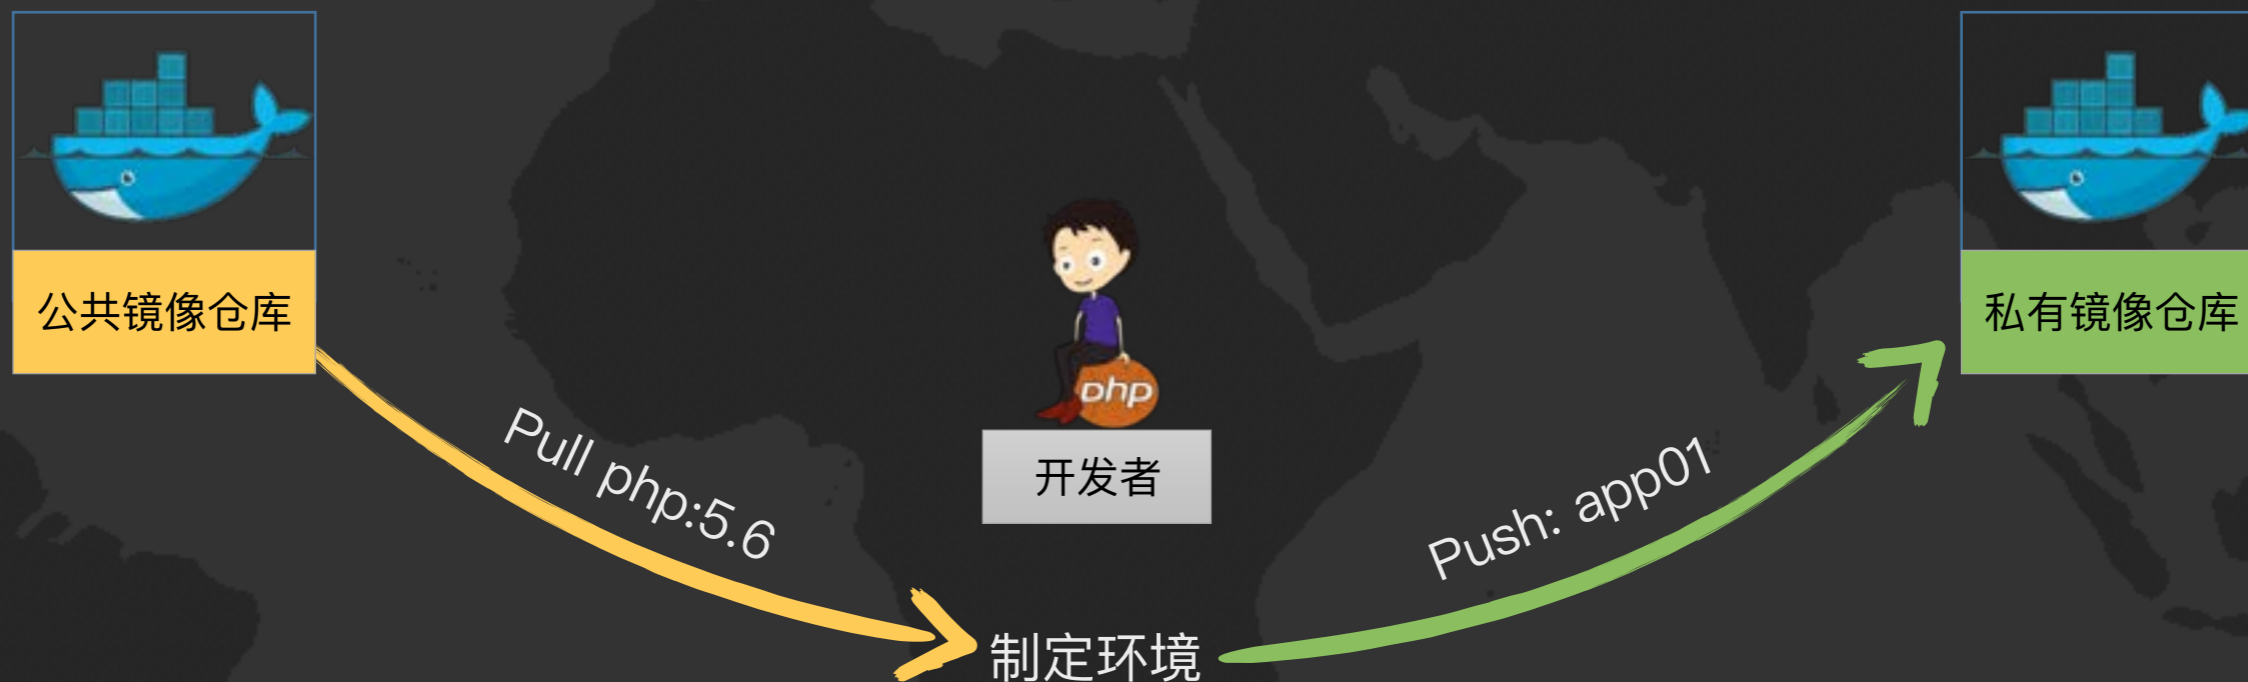 公共镜像仓库
私有镜像仓库
php
开发者
Pull php:5.6
Push: app01
制定环境